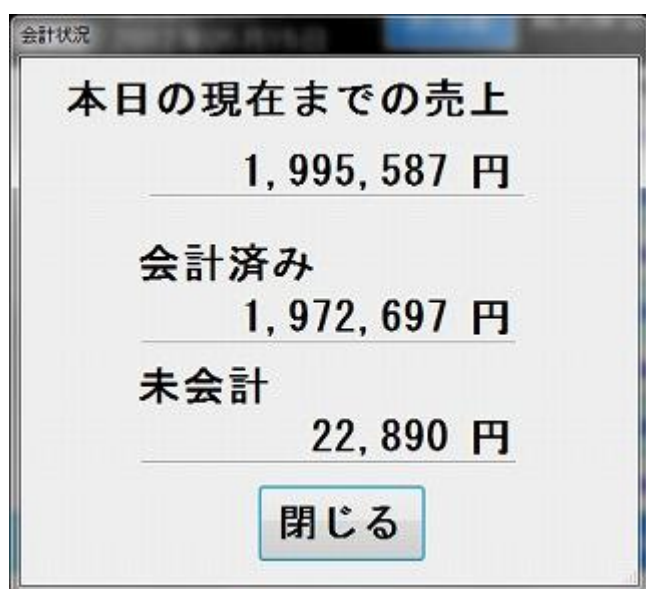 会計状況
本日の現在までの売上
1,995,587 円
会計済み
1,972,697 円
未会計
22,890 円
閉じる